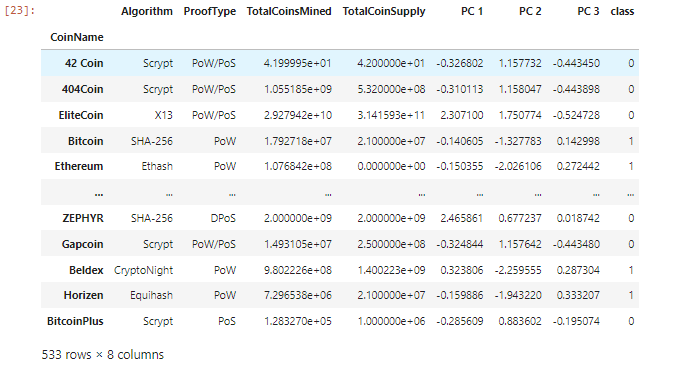 [23]: Algorithm ProofType TotalCoinsMined TotalCoinSupply PC 1 PC 2 PC 3 class
CoinName
42 Coin Scrypt PoW/PoS 4.199995e+01 4.200000e+01 -0.326802 1.157732 -0.443450 0
404Coin Scrypt PoW/PoS 1.055185e+09 5.320000e+08 -0.310113 1.158047 -0.443898 0
EliteCoin X13 PoW/PoS 2.927942e+10 3.141593e+11 2.307100 1.750774 -0.524728 0
Bitcoin SHA-256 PoW 1.792718e+07 2.100000e+07 -0.140605 -1.327783 0.142998 1
Ethereum Ethash PoW 1.076842e+08 0.000000e+00 -0.150355 -2.026106 0.272442 1
... ... ... ... ... ... ... ... ...
ZEPHYR SHA-256 DPoS 2.000000e+09 2.000000e+09 2.465861 0.677237 0.018742 0
Gapcoin Scrypt PoW/PoS 1.493105e+07 2.500000e+08 -0.324844 1.157642 -0.443480 0
Beldex CryptoNight PoW 9.802226e+08 1.400223e+09 0.323806 -2.259555 0.287304 1
Horizen Equihash PoW 7.296538e+06 2.100000e+07 -0.159886 -1.943220 0.333207 1
BitcoinPlus Scrypt PoS 1.283270e+05 1.000000e+06 -0.285609 0.883602 -0.195074 0
533 rows × 8 columns